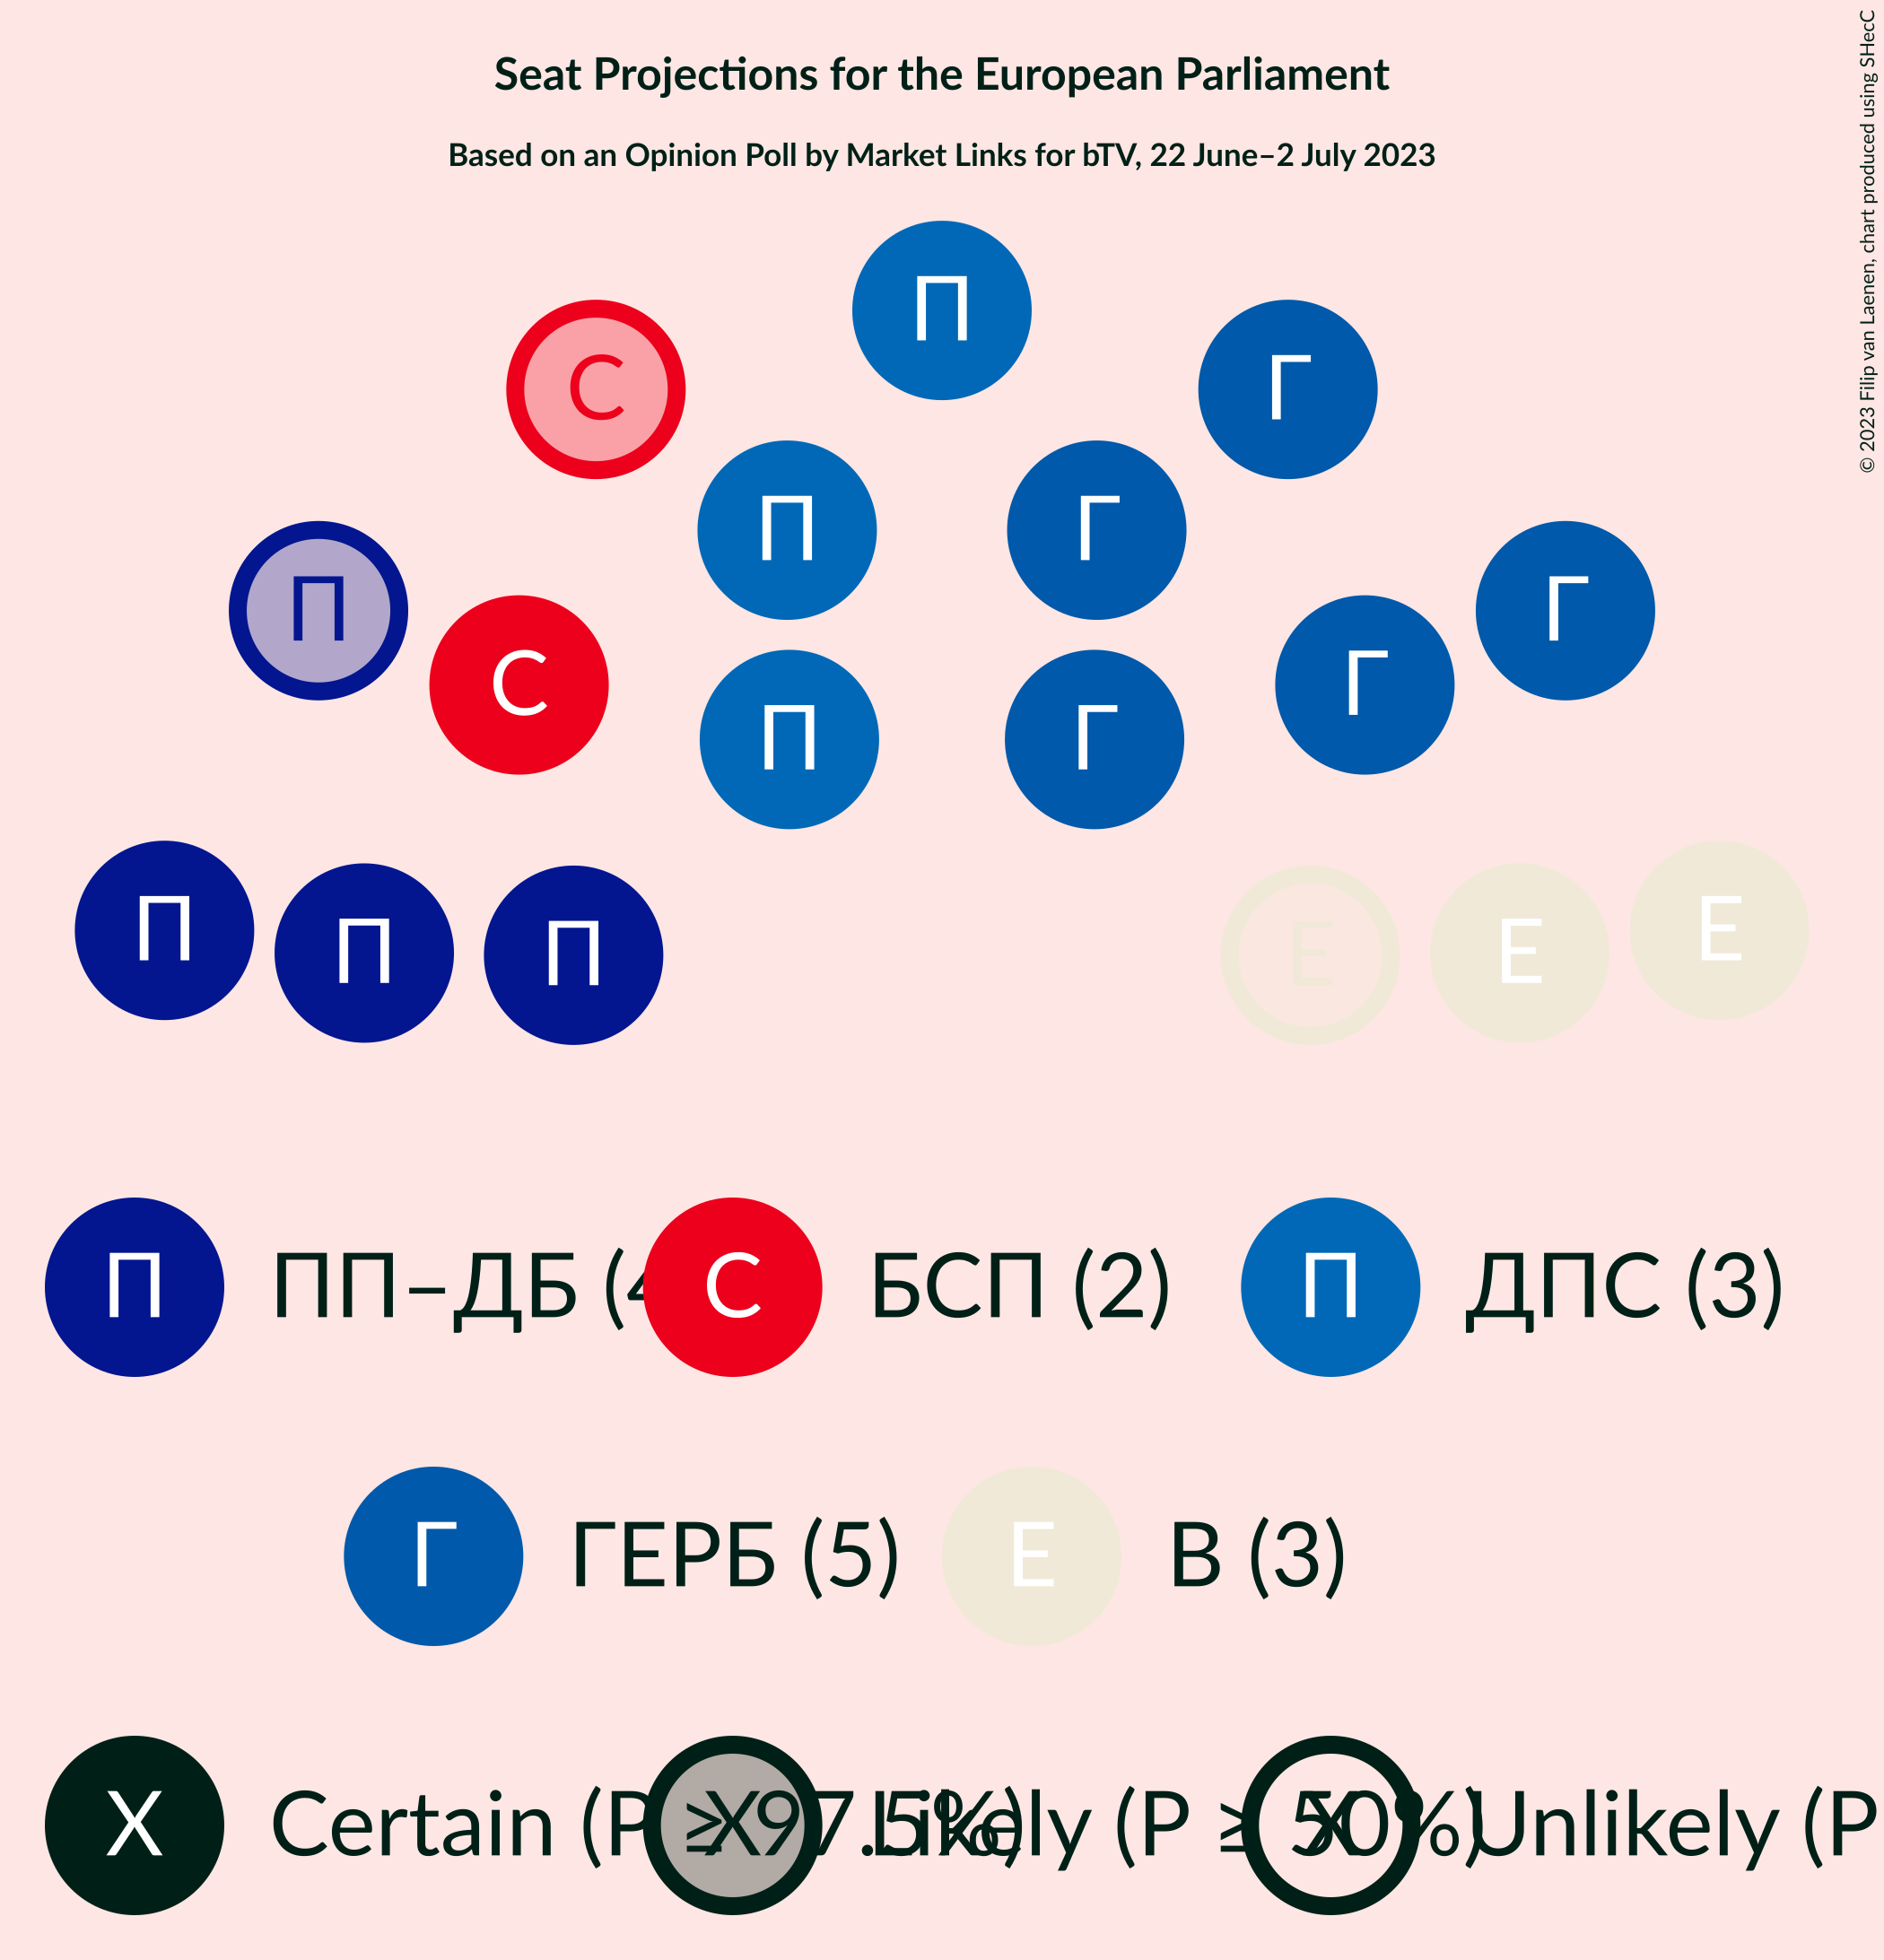 Seat Projections for the European Parliament
Based on an Opinion Poll by Market Links for bTV, 22 June–2 July 2023
© 2023 Filip van Laenen, chart produced using SHecC
П
С Г
П Г
П Г
С Г
П Г
П Е
П П Е Е
П ПП–ДБ (4 С БСП (2) П ДПС (3)
Г ГЕРБ (5) Е В (3)
X Certain (P ≥ 97.5%) X Likely (P ≥ 50%) X Unlikely (P